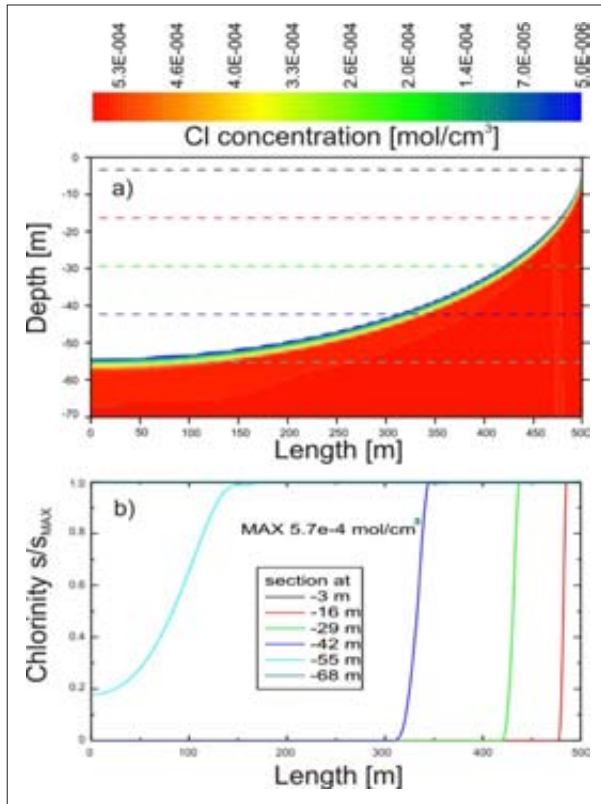 5.3E-004 4.6E-004 4.0E-004 3.3E-004 2.6E-004 2.0E-004 1.4E-004 7.0E-005 5.0E-006
Cl concentration [mol/cm³]
a)
Depth [m]
0
-10
-20
-30
-40
-50
-60
-70
0 50 100 150 200 250 300 350 400 450 500
Length [m]
b)
Chlorinity s/sMAX
1.0
0.8
0.6
0.4
0.2
0
MAX 5.7e-4 mol/cm³
section at
-3 m
-16 m
-29 m
-42 m
-55 m
-68 m
0 100 200 300 400 500
Length [m]